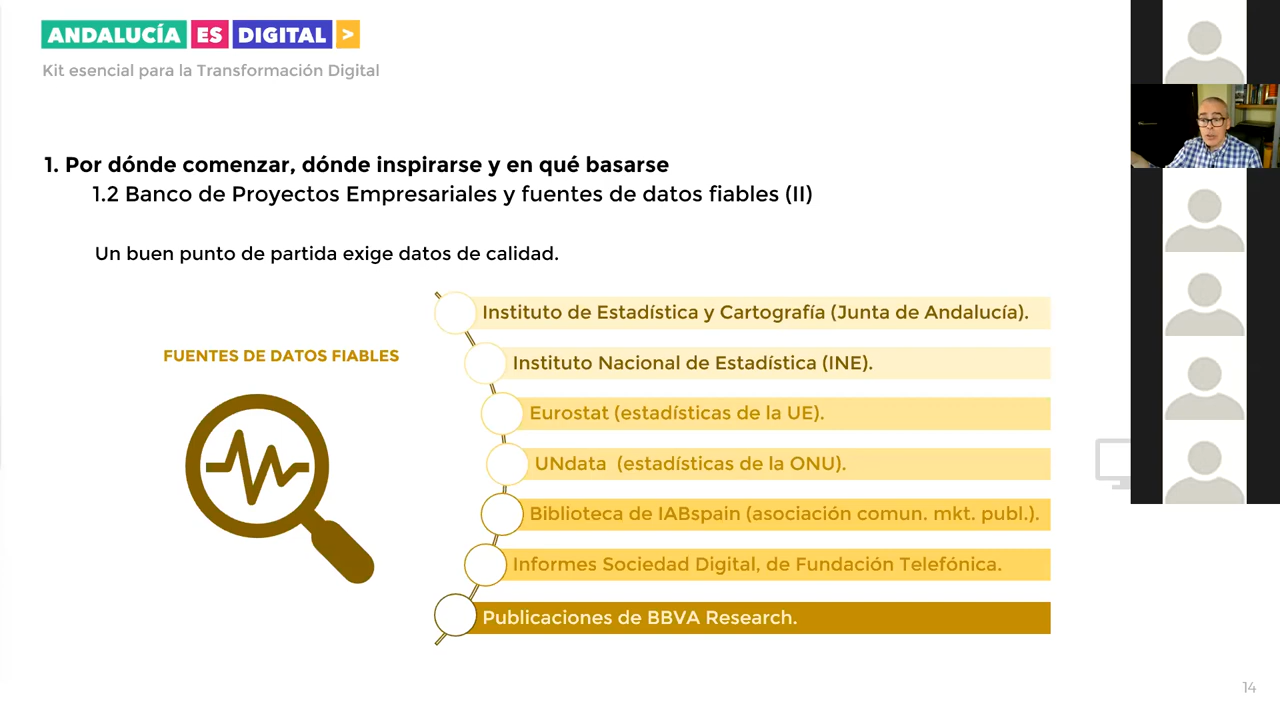 ANDALUCÍA ES DIGITAL >
Kit esencial para la Transformación Digital
1. Por dónde comenzar, dónde inspirarse y en qué basarse
1.2 Banco de Proyectos Empresariales y fuentes de datos fiables (II)
Un buen punto de partida exige datos de calidad.
FUENTES DE DATOS FIABLES
Instituto de Estadística y Cartografía (Junta de Andalucía).
Instituto Nacional de Estadística (INE).
Eurostat (estadísticas de la UE).
UNdata (estadísticas de la ONU).
Biblioteca de IABspain (asociación comun. mkt. publ.).
Informes Sociedad Digital, de Fundación Telefónica.
Publicaciones de BBVA Research.
14